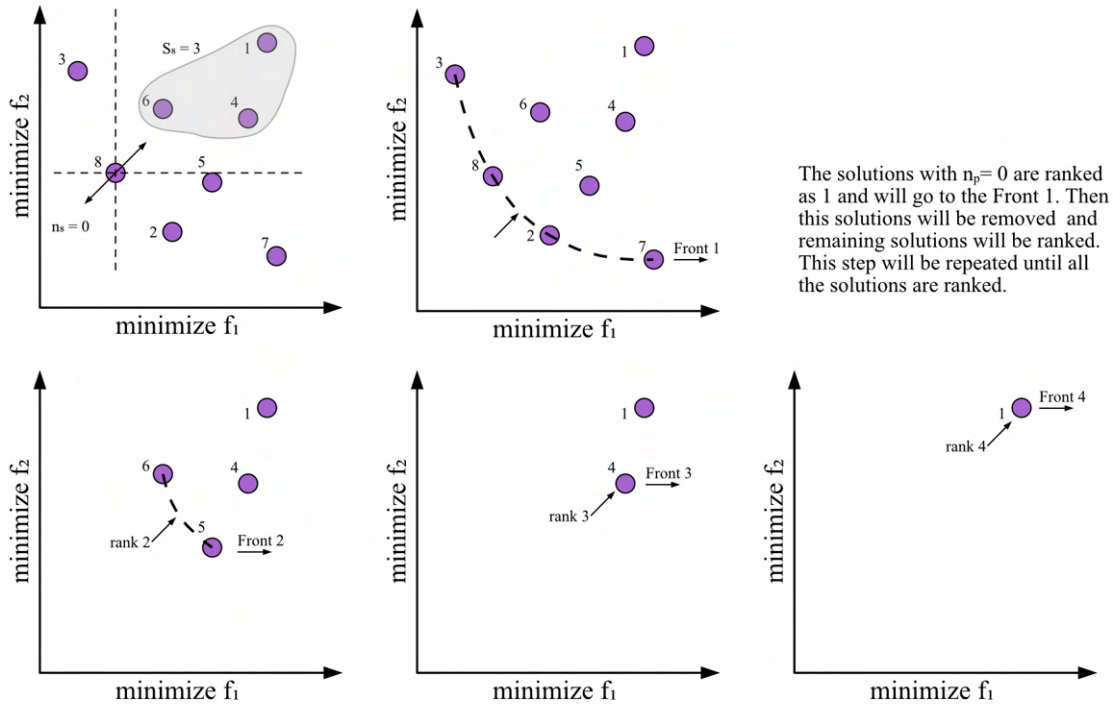 minimize f₂
3
S₈ = 3
1
6
4
8
5
n₈ = 0
2
7
minimize f₁
minimize f₂
3
1
6
4
8
5
2
7
Front 1
minimize f₁
The solutions with nₚ= 0 are ranked
as 1 and will go to the Front 1. Then
this solutions will be removed and
remaining solutions will be ranked.
This step will be repeated until all
the solutions are ranked.
minimize f₂
1
6
4
5
rank 2
Front 2
minimize f₁
minimize f₂
1
4
Front 3
rank 3
minimize f₁
minimize f₂
1
Front 4
rank 4
minimize f₁